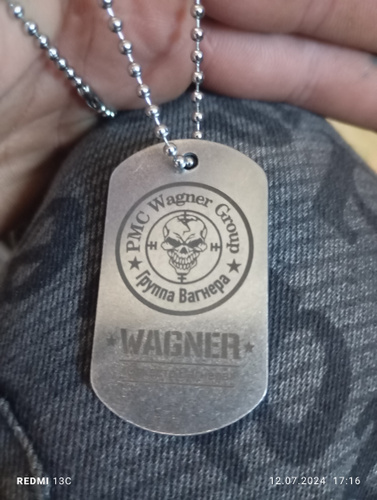 PMC Wagner Group
Группа Вагнера
WAGNER
REDMI 13C
12.07.2024 17:16